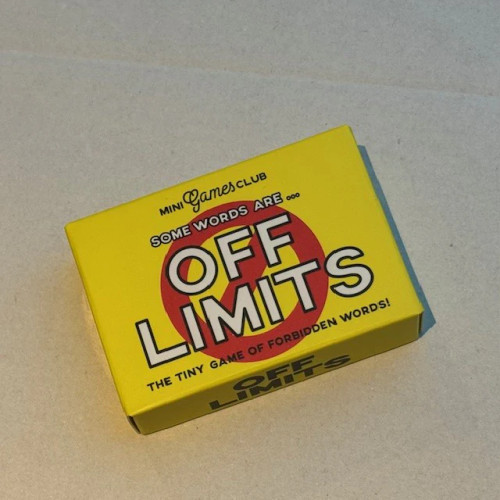 MINI Games CLUB
SOME WORDS ARE ...
OFF
LIMITS
THE TINY GAME OF FORBIDDEN WORDS!
OFF
LIMITS